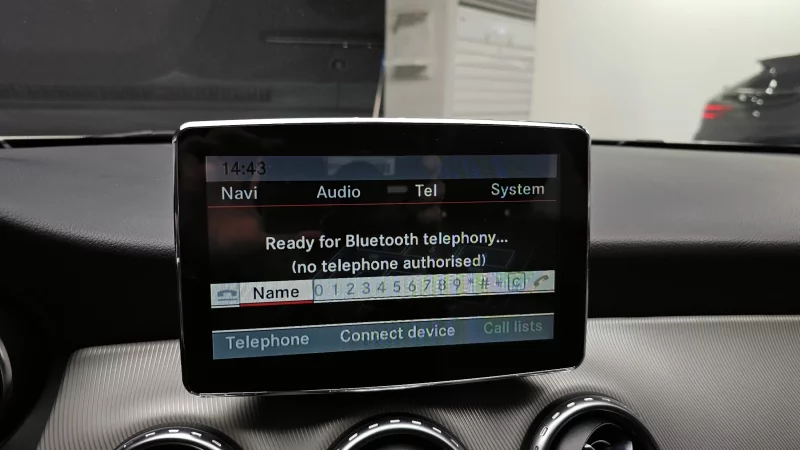 14:43
Navi Audio Tel System
Ready for Bluetooth telephony...
(no telephone authorised)
Name 0 1 2 3 4 5 6 7 8 9 * # * C
Telephone Connect device Call lists